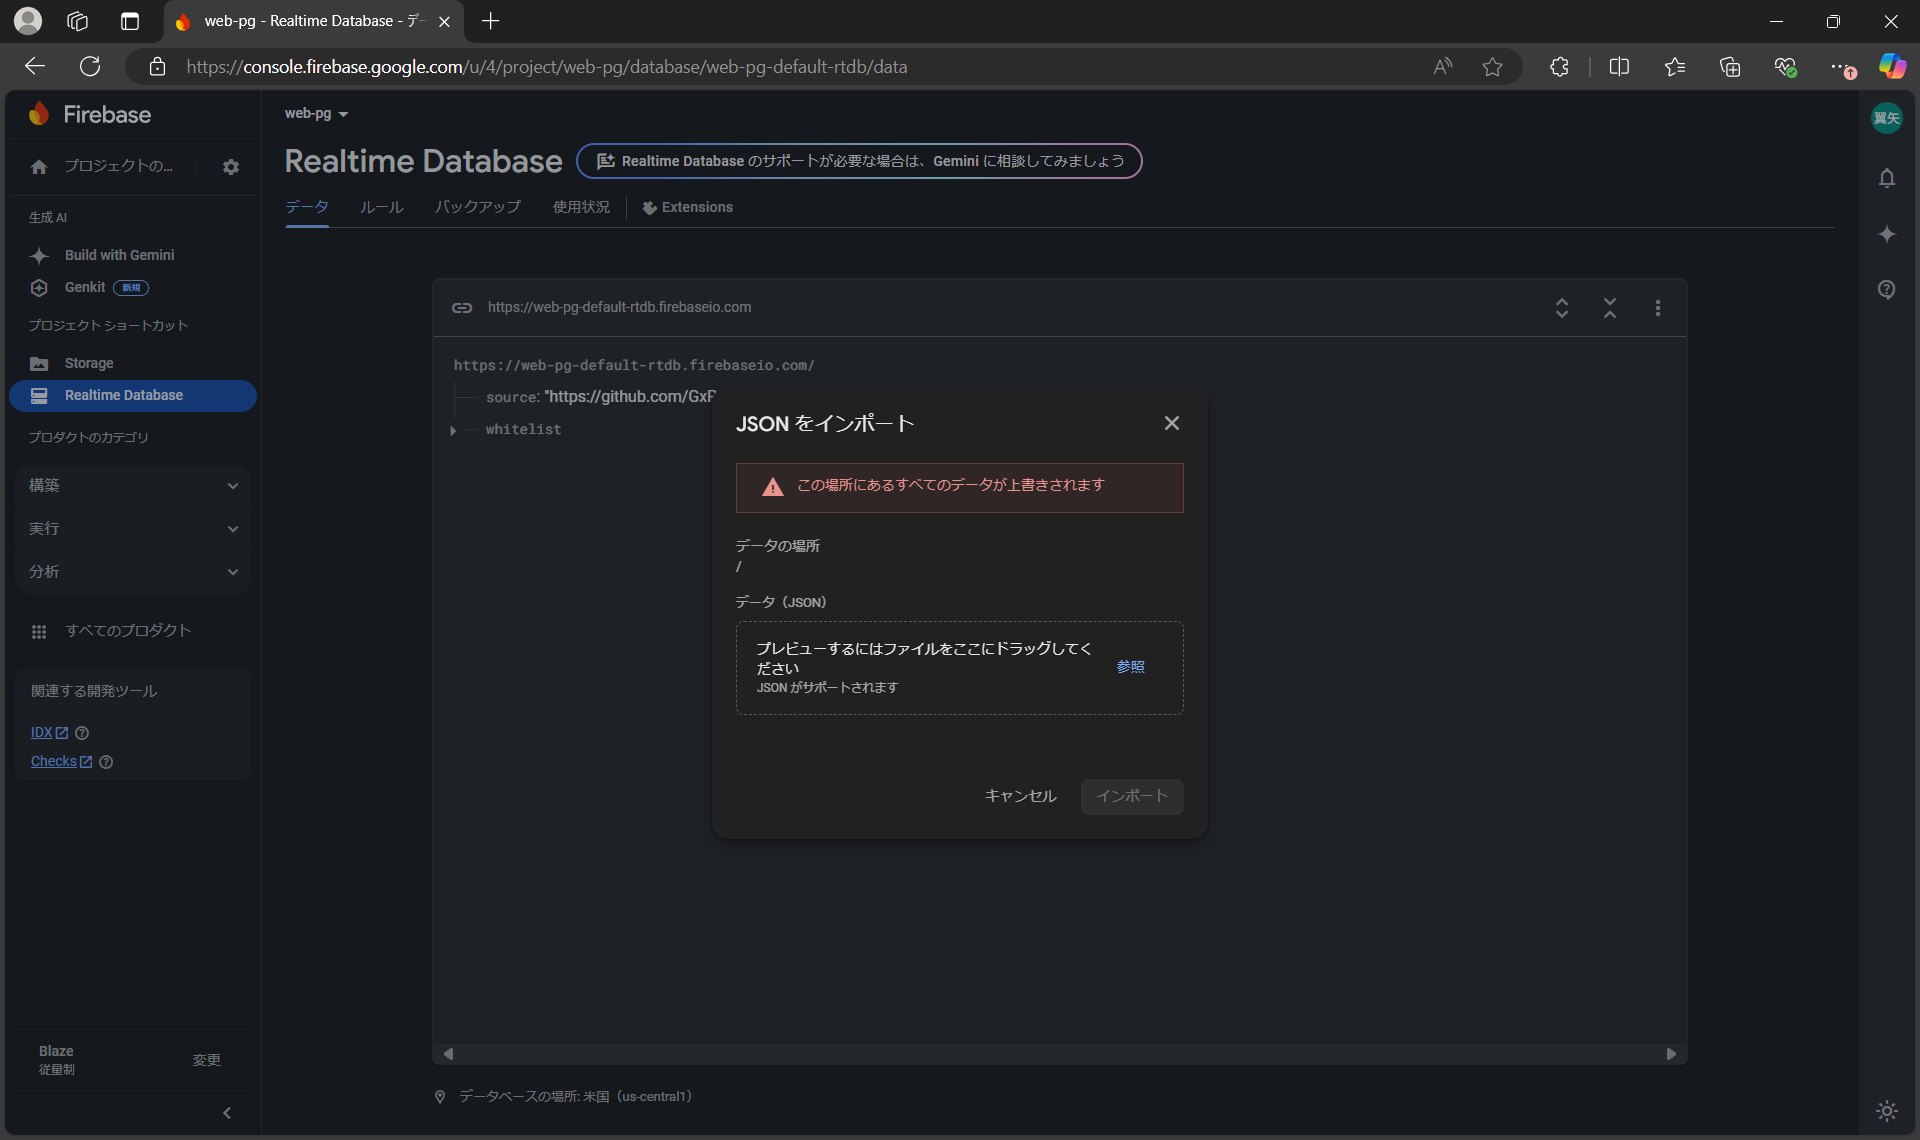 web-pg - Realtime Database - デ
https://console.firebase.google.com/u/4/project/web-pg/database/web-pg-default-rtdb/data
Firebase
web-pg
翼矢
プロジェクトの...
Realtime Database
Realtime Database のサポートが必要な場合は、Gemini に相談してみましょう
データ
ルール
バックアップ
使用状況
Extensions
生成 AI
Build with Gemini
Genkit
新規
プロジェクト ショートカット
Storage
Realtime Database
プロダクトのカテゴリ
構築
実行
分析
すべてのプロダクト
関連する開発ツール
IDX
Checks
Blaze
従量制
変更
https://web-pg-default-rtdb.firebaseio.com
https://web-pg-default-rtdb.firebaseio.com/
source: "https://github.com/Gx
whitelist
JSON をインポート
この場所にあるすべてのデータが上書きされます
データの場所
/
データ（JSON）
プレビューするにはファイルをここにドラッグしてく
ださい
JSON がサポートされます
参照
キャンセル
インポート
データベースの場所: 米国（us-central1）